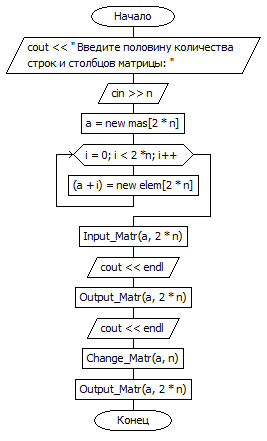 Начало
cout << "Введите половину количества
строк и столбцов матрицы: "
cin >> n
a = new mas[2 * n]
i = 0; i < 2 *n; i++
(a + i) = new elem[2 * n]
Input_Matr(a, 2 * n)
cout << endl
Output_Matr(a, 2 * n)
cout << endl
Change_Matr(a, n)
Output_Matr(a, 2 * n)
Конец